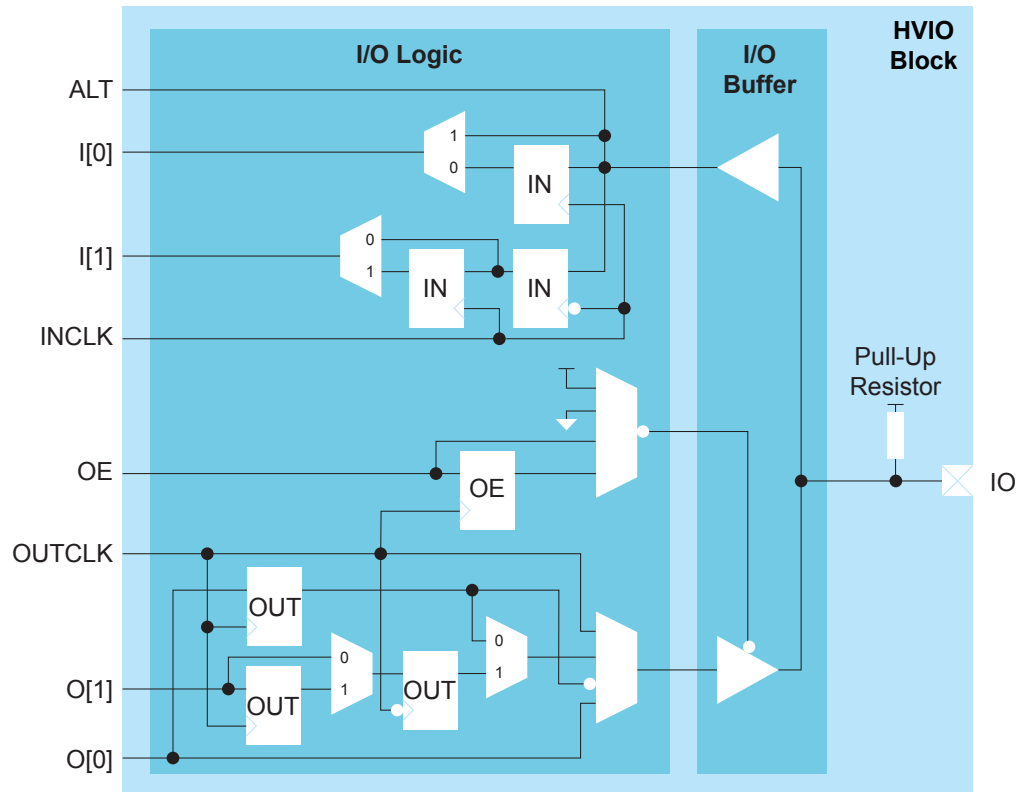 HVIO
Block
I/O Logic
I/O
Buffer
ALT
I[0]
1
0
IN
I[1]
0
1
IN
IN
INCLK
Pull-Up
Resistor
OE
OE
IO
OUTCLK
OUT
0
1
0
1
O[1]
OUT
OUT
O[0]